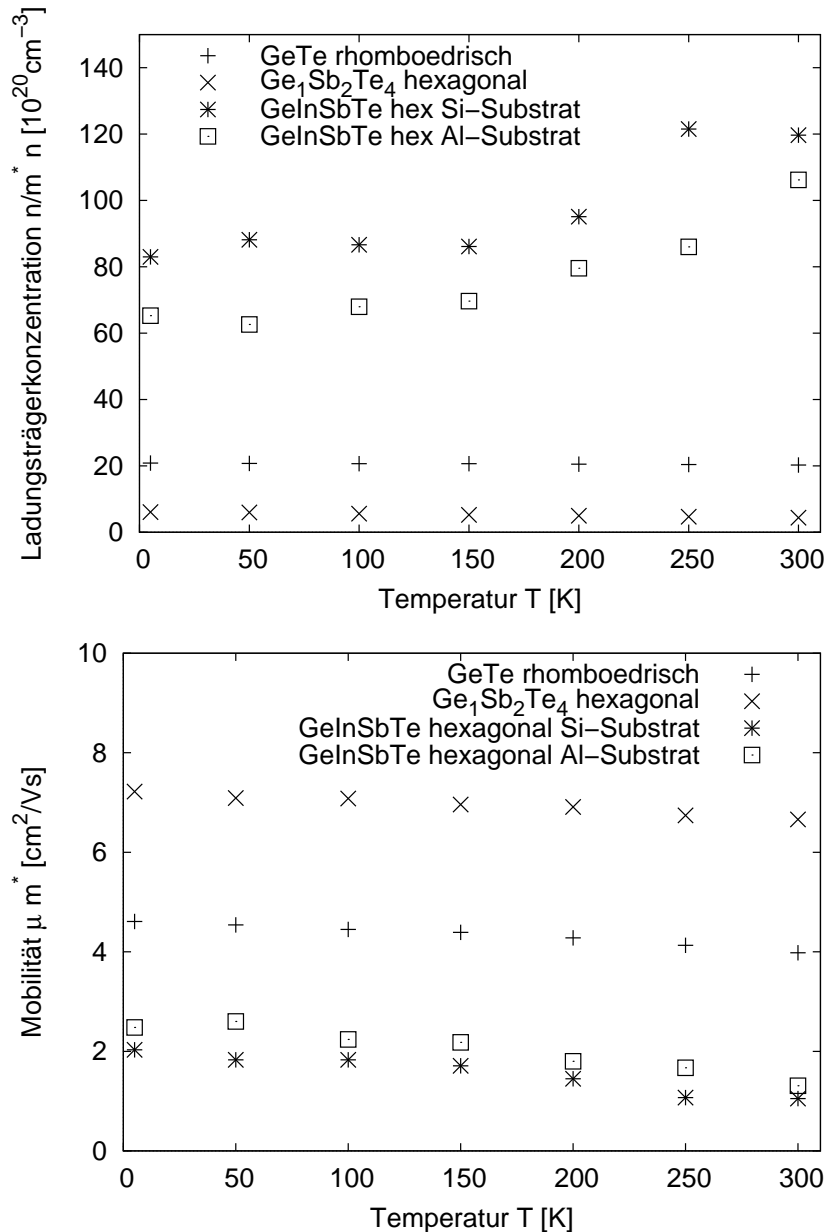 Ladungsträgerkonzentration n/m* n [10^20 cm^-3]
140
120
100
80
60
40
20
0
GeTe rhomboedrisch
Ge1Sb2Te4 hexagonal
GeInSbTe hex Si-Substrat
GeInSbTe hex Al-Substrat
0 50 100 150 200 250 300
Temperatur T [K]
Mobilität μ m* [cm^2/Vs]
10
8
6
4
2
0
GeTe rhomboedrisch
Ge1Sb2Te4 hexagonal
GeInSbTe hexagonal Si-Substrat
GeInSbTe hexagonal Al-Substrat
0 50 100 150 200 250 300
Temperatur T [K]